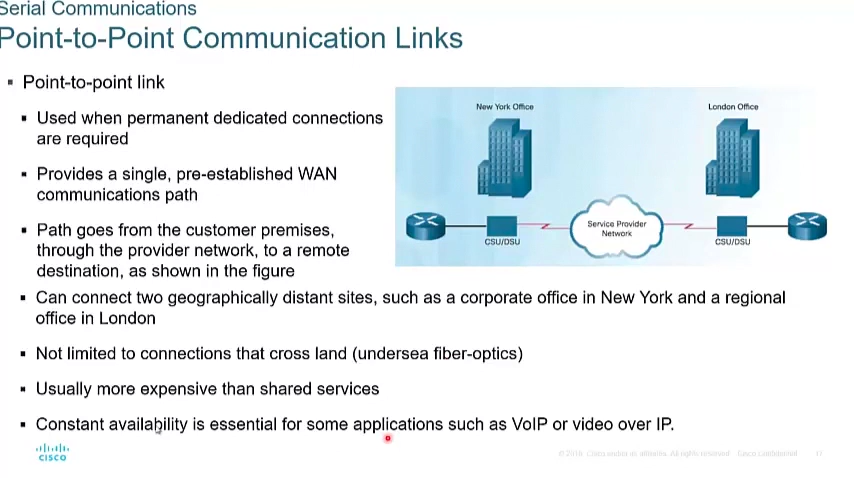 Serial Communications
Point-to-Point Communication Links
Point-to-point link
Used when permanent dedicated connections
are required
Provides a single, pre-established WAN
communications path
Path goes from the customer premises,
through the provider network, to a remote
destination, as shown in the figure
New York Office
London Office
Service Provider
Network
CSU/DSU
CSU/DSU
Can connect two geographically distant sites, such as a corporate office in New York and a regional
office in London
Not limited to connections that cross land (undersea fiber-optics)
Usually more expensive than shared services
Constant availability is essential for some applications such as VoIP or video over IP.
CISCO
Cisco and/or its affiliates. All rights reserved. Cisco Confidential